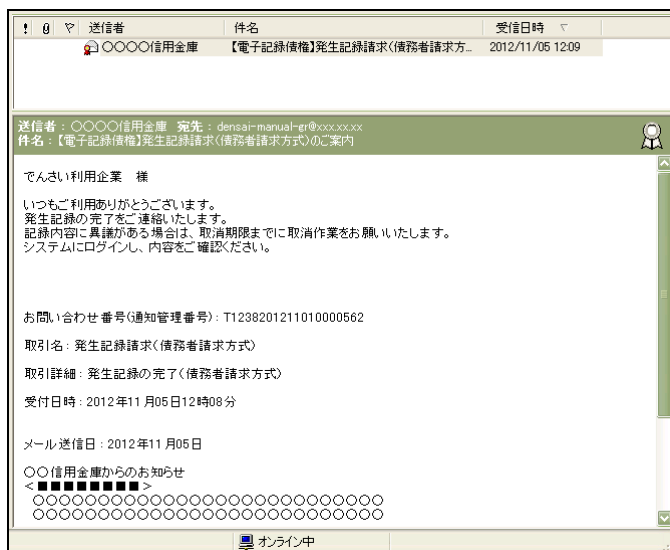 ! 送信者 件名 受信日時
〇〇〇〇信用金庫 【電子記録債権】発生記録請求(債務者請求方... 2012/11/05 12:09
送信者：〇〇〇〇信用金庫 宛先：densai-manual-gr@xxx.xx.xx
件名：【電子記録債権】発生記録請求(債務者請求方式)のご案内
でんさい利用企業 様
いつもご利用ありがとうございます。
発生記録の完了をご連絡いたします。
記録内容に異議がある場合は、取消期限までに取消作業をお願いいたします。
システムにログインし、内容をご確認ください。
お問い合わせ番号(通知管理番号)：T1238201211010000562
取引名：発生記録請求(債務者請求方式)
取引詳細：発生記録の完了(債務者請求方式)
受付日時：2012年11月05日12時08分
メール送信日：2012年11月05日
〇〇信用金庫からのお知らせ
＜■■■■■■■■＞
〇〇〇〇〇〇〇〇〇〇〇〇〇〇〇〇〇〇〇〇〇〇〇〇〇〇〇
〇〇〇〇〇〇〇〇〇〇〇〇〇〇〇〇〇〇〇〇〇〇〇〇〇〇〇
オンライン中